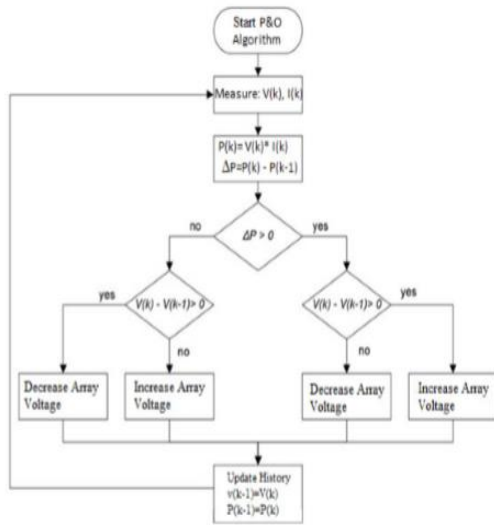 Start P&O
Algorithm
Measure: V(k), I(k)
P(k)= V(k)* I(k)
ΔP=P(k) - P(k-1)
no
ΔP > 0
yes
yes
V(k) - V(k-1)> 0
V(k) - V(k-1)> 0
yes
no
no
Decrease Array
Voltage
Increase Array
Voltage
Decrease Array
Voltage
Increase Array
Voltage
Update History
v(k-1)=V(k)
P(k-1)=P(k)